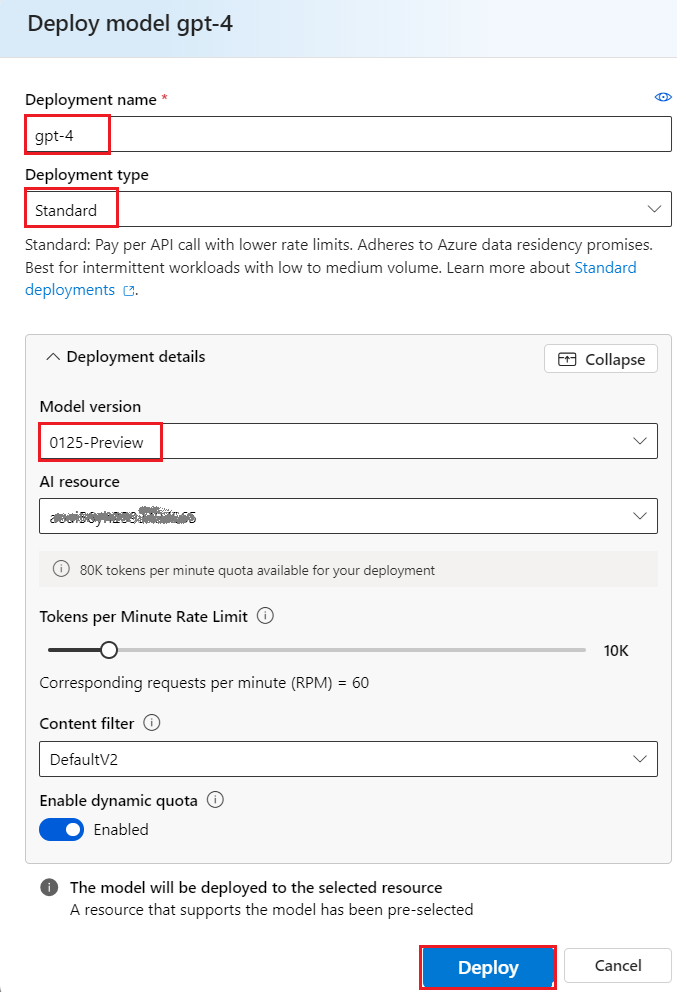 Deploy model gpt-4
Deployment name *
gpt-4
Deployment type
Standard
Standard: Pay per API call with lower rate limits. Adheres to Azure data residency promises.
Best for intermittent workloads with low to medium volume. Learn more about Standard
deployments.
Deployment details
Collapse
Model version
0125-Preview
AI resource
80K tokens per minute quota available for your deployment
Tokens per Minute Rate Limit
10K
Corresponding requests per minute (RPM) = 60
Content filter
DefaultV2
Enable dynamic quota
Enabled
The model will be deployed to the selected resource
A resource that supports the model has been pre-selected
Deploy
Cancel